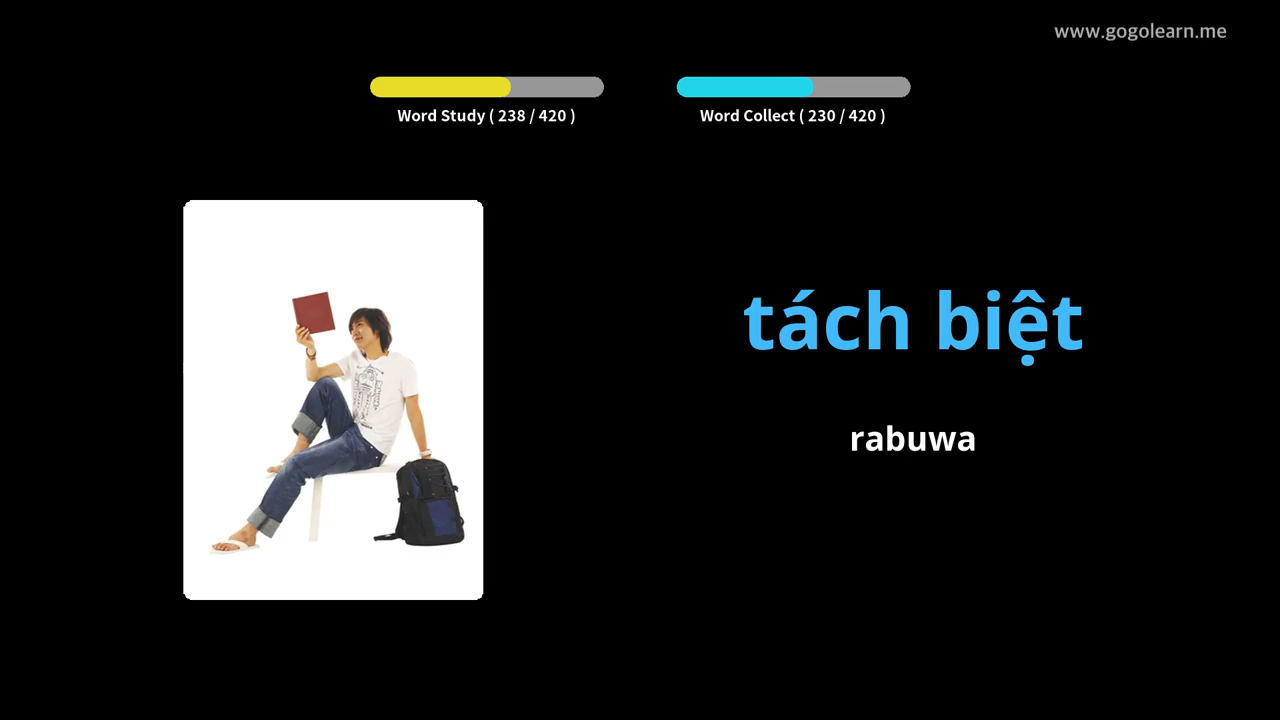 www.gogolearn.me
Word Study ( 238 / 420 )
Word Collect ( 230 / 420 )
tách biệt
rabuwa